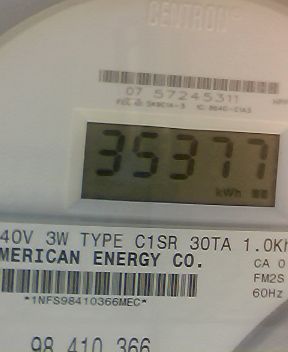 CENTRON
07 57245311
35377
kWh
40V 3W TYPE C1SR 30TA 1.0Kh
MERICAN ENERGY CO.
CA 0
FM2S
60Hz
*1NFS98410366MEC*
98 410 366